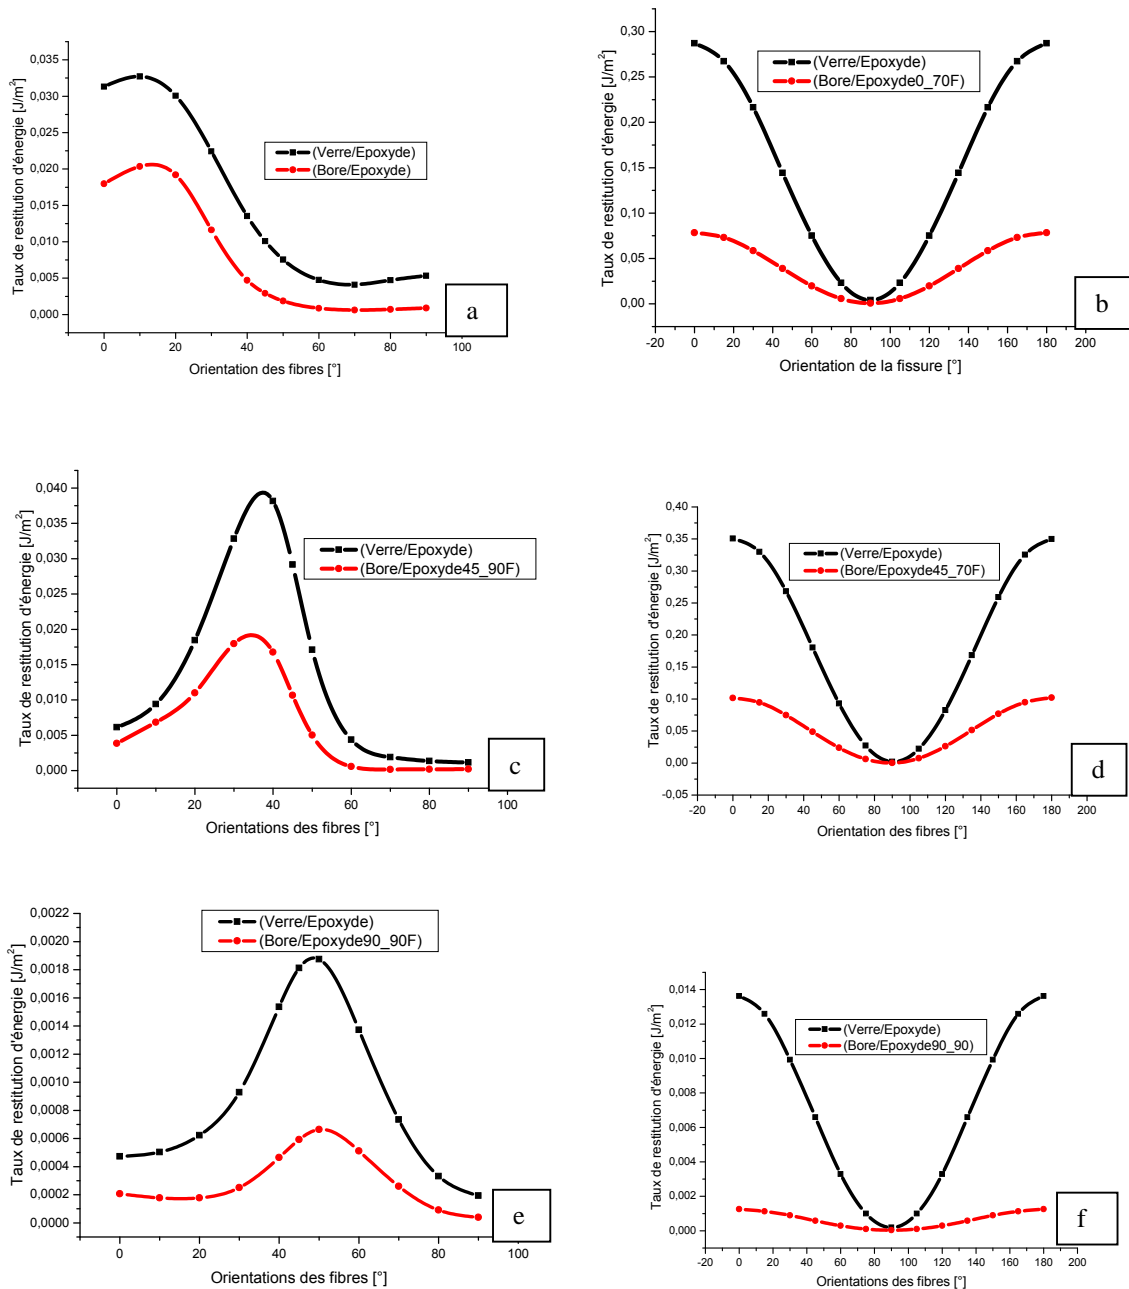 0,035
0,030
0,025
0,020
0,015
0,010
0,005
0,000
Taux de restitution d'énergie [J/m²]
(Verre/Epoxyde)
(Bore/Epoxyde)
0 20 40 60 80 100
Orientation des fibres [°]
a
0,30
0,25
0,20
0,15
0,10
0,05
0,00
Taux de restitution d'énergie [J/m²]
(Verre/Epoxyde)
(Bore/Epoxyde0_70F)
-20 0 20 40 60 80 100 120 140 160 180 200
Orientation de la fissure [°]
b
0,040
0,035
0,030
0,025
0,020
0,015
0,010
0,005
0,000
Taux de restitution d'énergie [J/m²]
(Verre/Epoxyde)
(Bore/Epoxyde45_90F)
0 20 40 60 80 100
Orientations des fibres [°]
c
0,40
0,35
0,30
0,25
0,20
0,15
0,10
0,05
0,00
-0,05
Taux de restitution d'énergie [J/m²]
(Verre/Epoxyde)
(Bore/Epoxyde45_70F)
-20 0 20 40 60 80 100 120 140 160 180 200
Orientation des fibres [°]
d
0,0022
0,0020
0,0018
0,0016
0,0014
0,0012
0,0010
0,0008
0,0006
0,0004
0,0002
0,0000
Taux de restitution d'énergie [J/m²]
(Verre/Epoxyde)
(Bore/Epoxyde90_90F)
0 20 40 60 80 100
Orientations des fibres [°]
e
0,014
0,012
0,010
0,008
0,006
0,004
0,002
0,000
Taux de restitution d'énergie [J/m²]
(Verre/Epoxyde)
(Bore/Epoxyde90_90)
-20 0 20 40 60 80 100 120 140 160 180 200
Orientations des fibres [°]
f